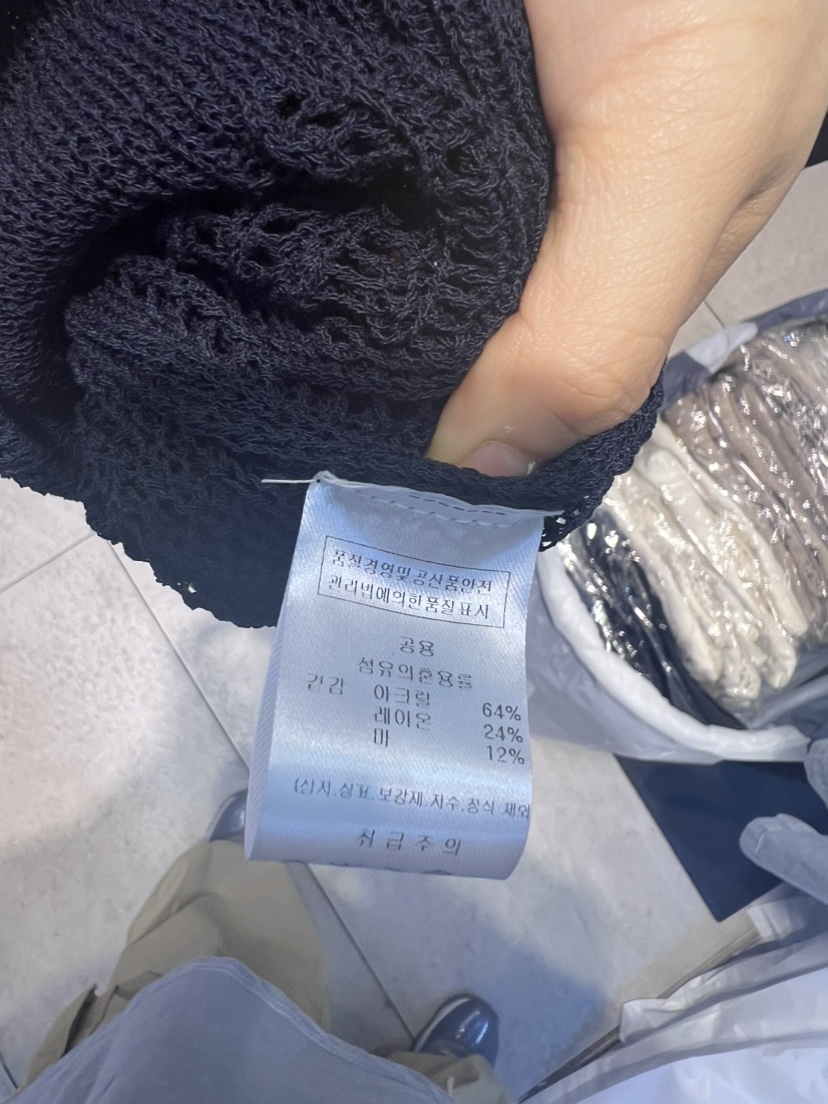 품질경영및공산품안전
관리법에의한품질표시
공용
섬유의혼용률
겉감 아크릴 64%
레이온 24%
마 12%
(심지.상표.보강재.자수.장식 제외
취 급 주 의